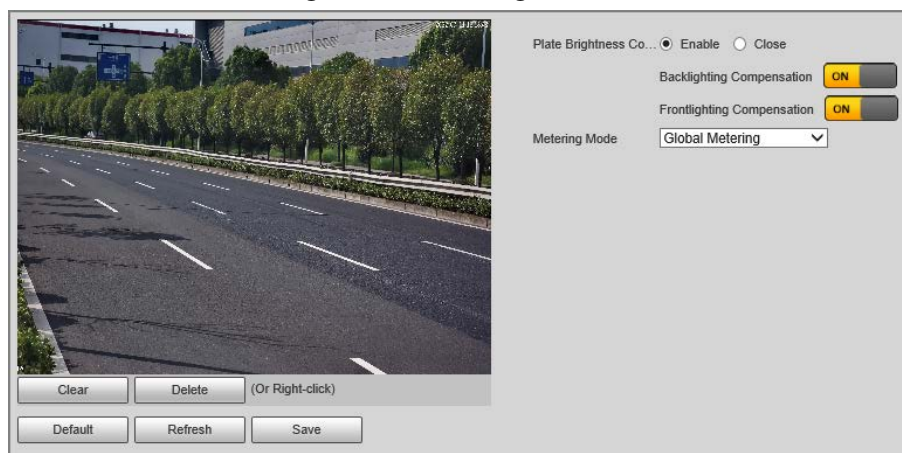 Plate Brightness Co... Enable Close
Backlighting Compensation ON
Frontlighting Compensation ON
Metering Mode Global Metering
Clear Delete (Or Right-click)
Default Refresh Save